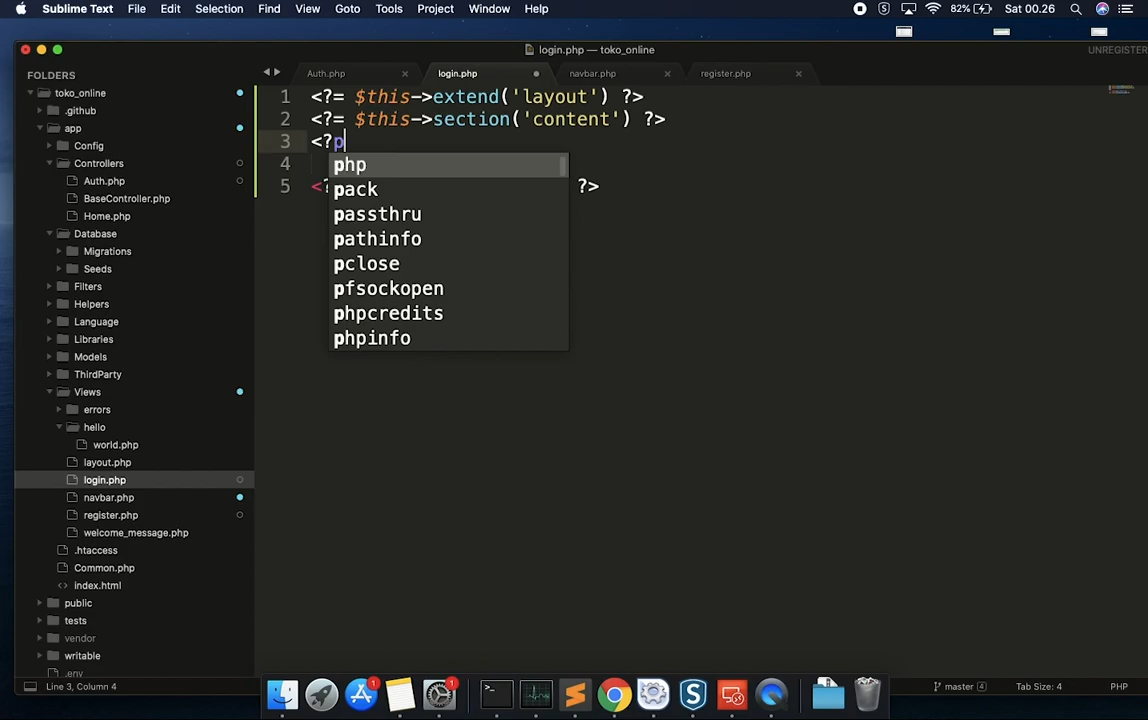 Sublime Text File Edit Selection Find View Goto Tools Project Window Help 82% Sat 00.26
login.php — toko_online
UNREGISTER
FOLDERS
Auth.php login.php navbar.php register.php
toko_online
.github
app
Config
Controllers
Auth.php
BaseController.php
Home.php
Database
Migrations
Seeds
Filters
Helpers
Language
Libraries
Models
ThirdParty
Views
errors
hello
world.php
layout.php
login.php
navbar.php
register.php
welcome_message.php
.htaccess
Common.php
index.html
public
tests
vendor
writable
.env
1 <?= $this->extend('layout') ?>
2 <?= $this->section('content') ?>
3 <?p
4
5 <? ?>
php
pack
passthru
pathinfo
pclose
pfsockopen
phpcredits
phpinfo
Line 3, Column 4
master 4
Tab Size: 4
PHP
1
1